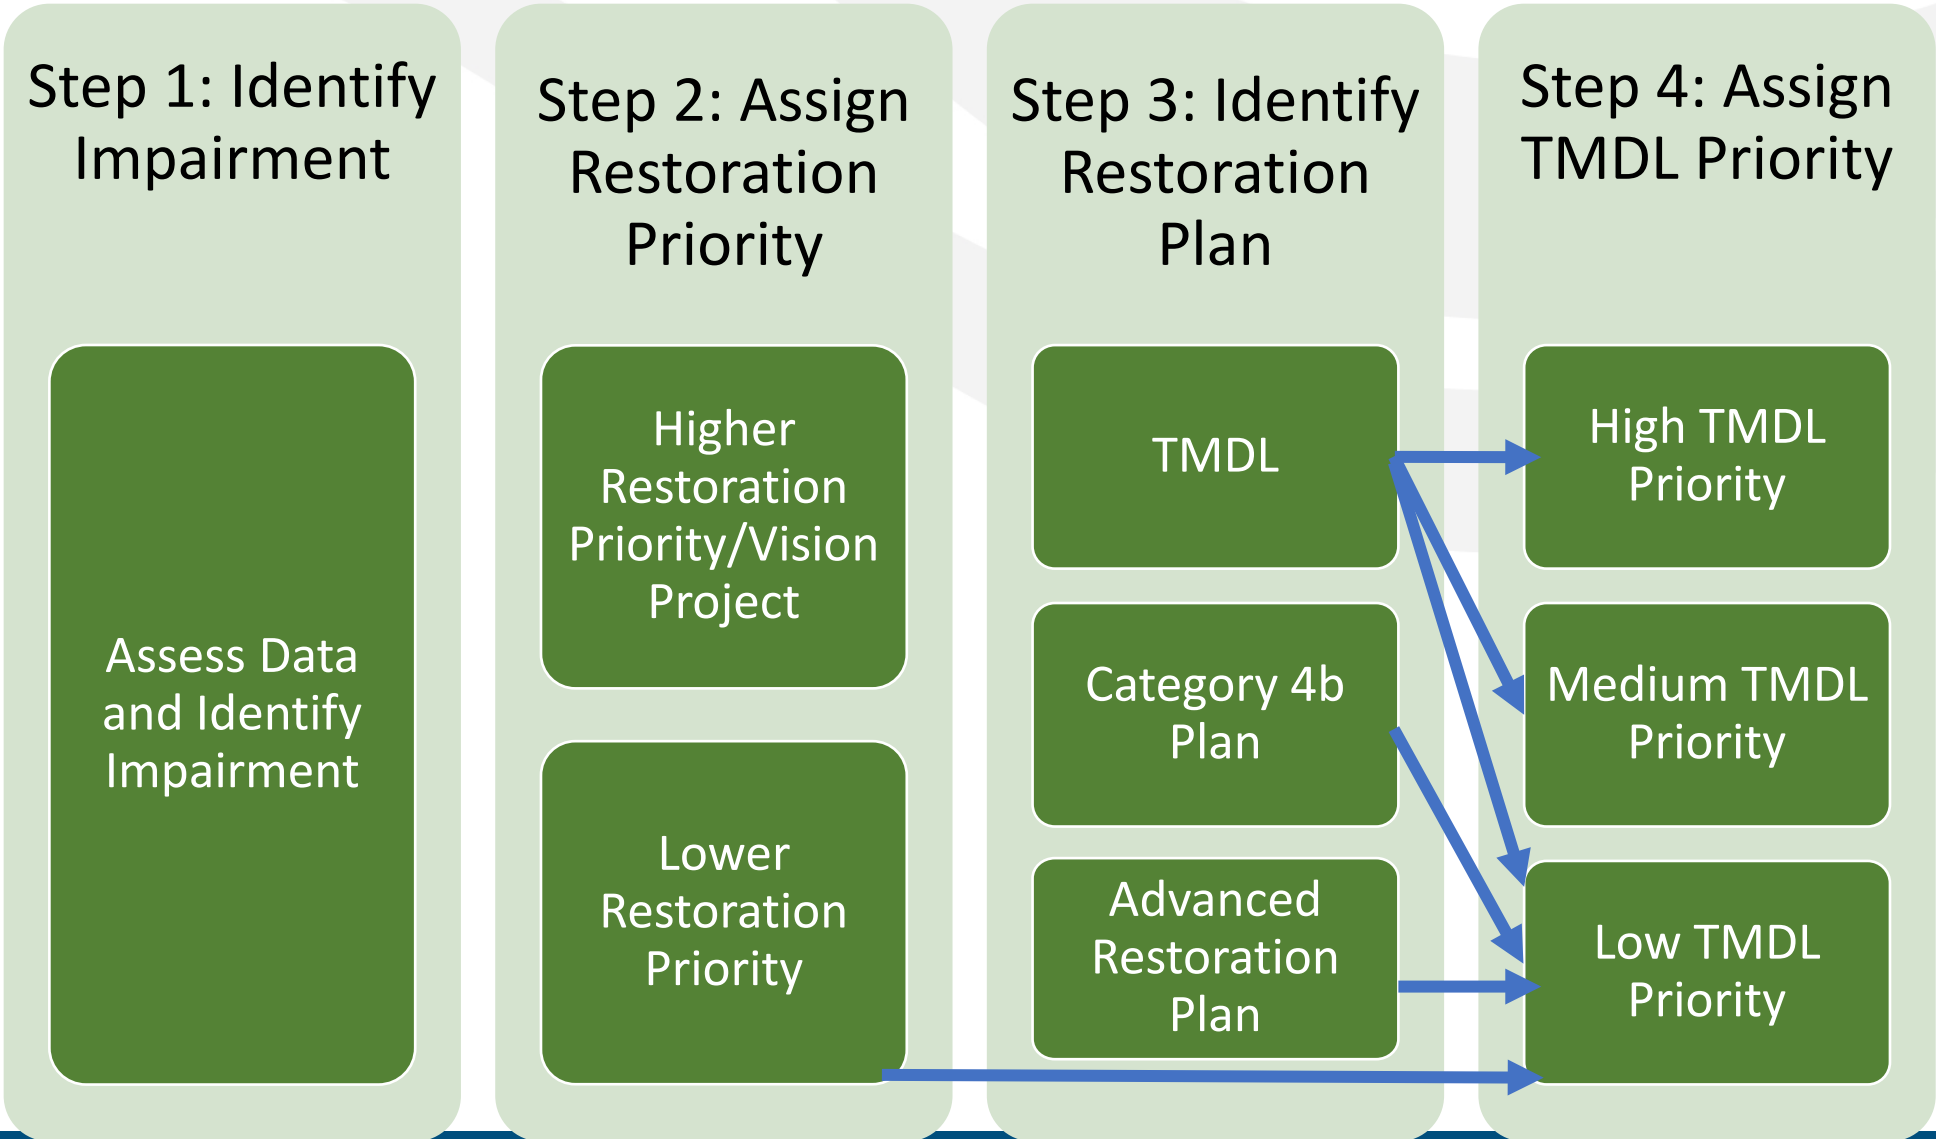 Step 1: Identify
Impairment
Assess Data
and Identify
Impairment
Step 2: Assign
Restoration
Priority
Higher
Restoration
Priority/Vision
Project
Lower
Restoration
Priority
Step 3: Identify
Restoration
Plan
TMDL
Category 4b
Plan
Advanced
Restoration
Plan
Step 4: Assign
TMDL Priority
High TMDL
Priority
Medium TMDL
Priority
Low TMDL
Priority